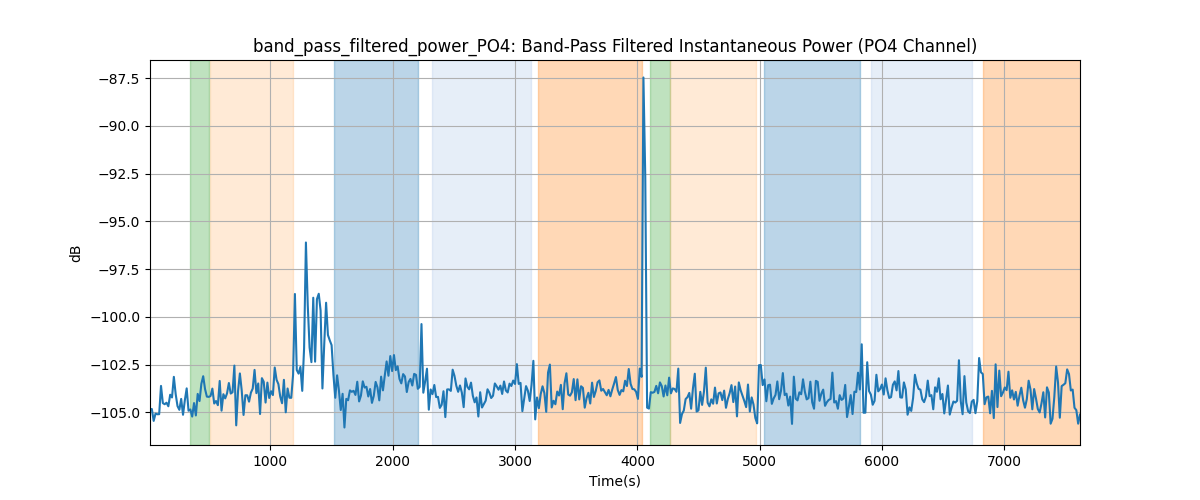 band_pass_filtered_power_PO4: Band-Pass Filtered Instantaneous Power (PO4 Channel)
−87.5
−90.0
−92.5
−95.0
−97.5
−100.0
−102.5
−105.0
dB
1000 2000 3000 4000 5000 6000 7000
Time(s)